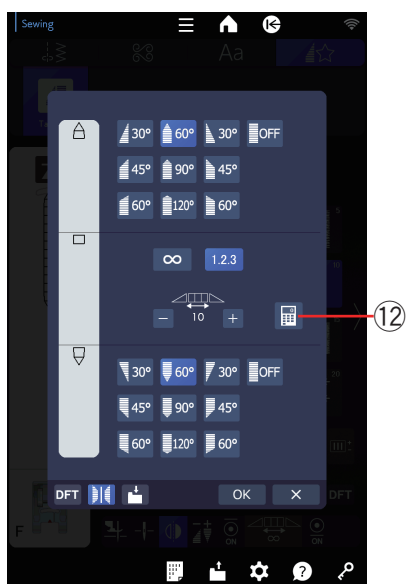 Sewing
Aa
30° 60° 30° OFF
45° 90° 45°
60° 120° 60°
∞ 1.2.3
− 10 +
⑫
30° 60° 30° OFF
45° 90° 45°
60° 120° 60°
DFT OK × DFT
F ON ∞ ON
?